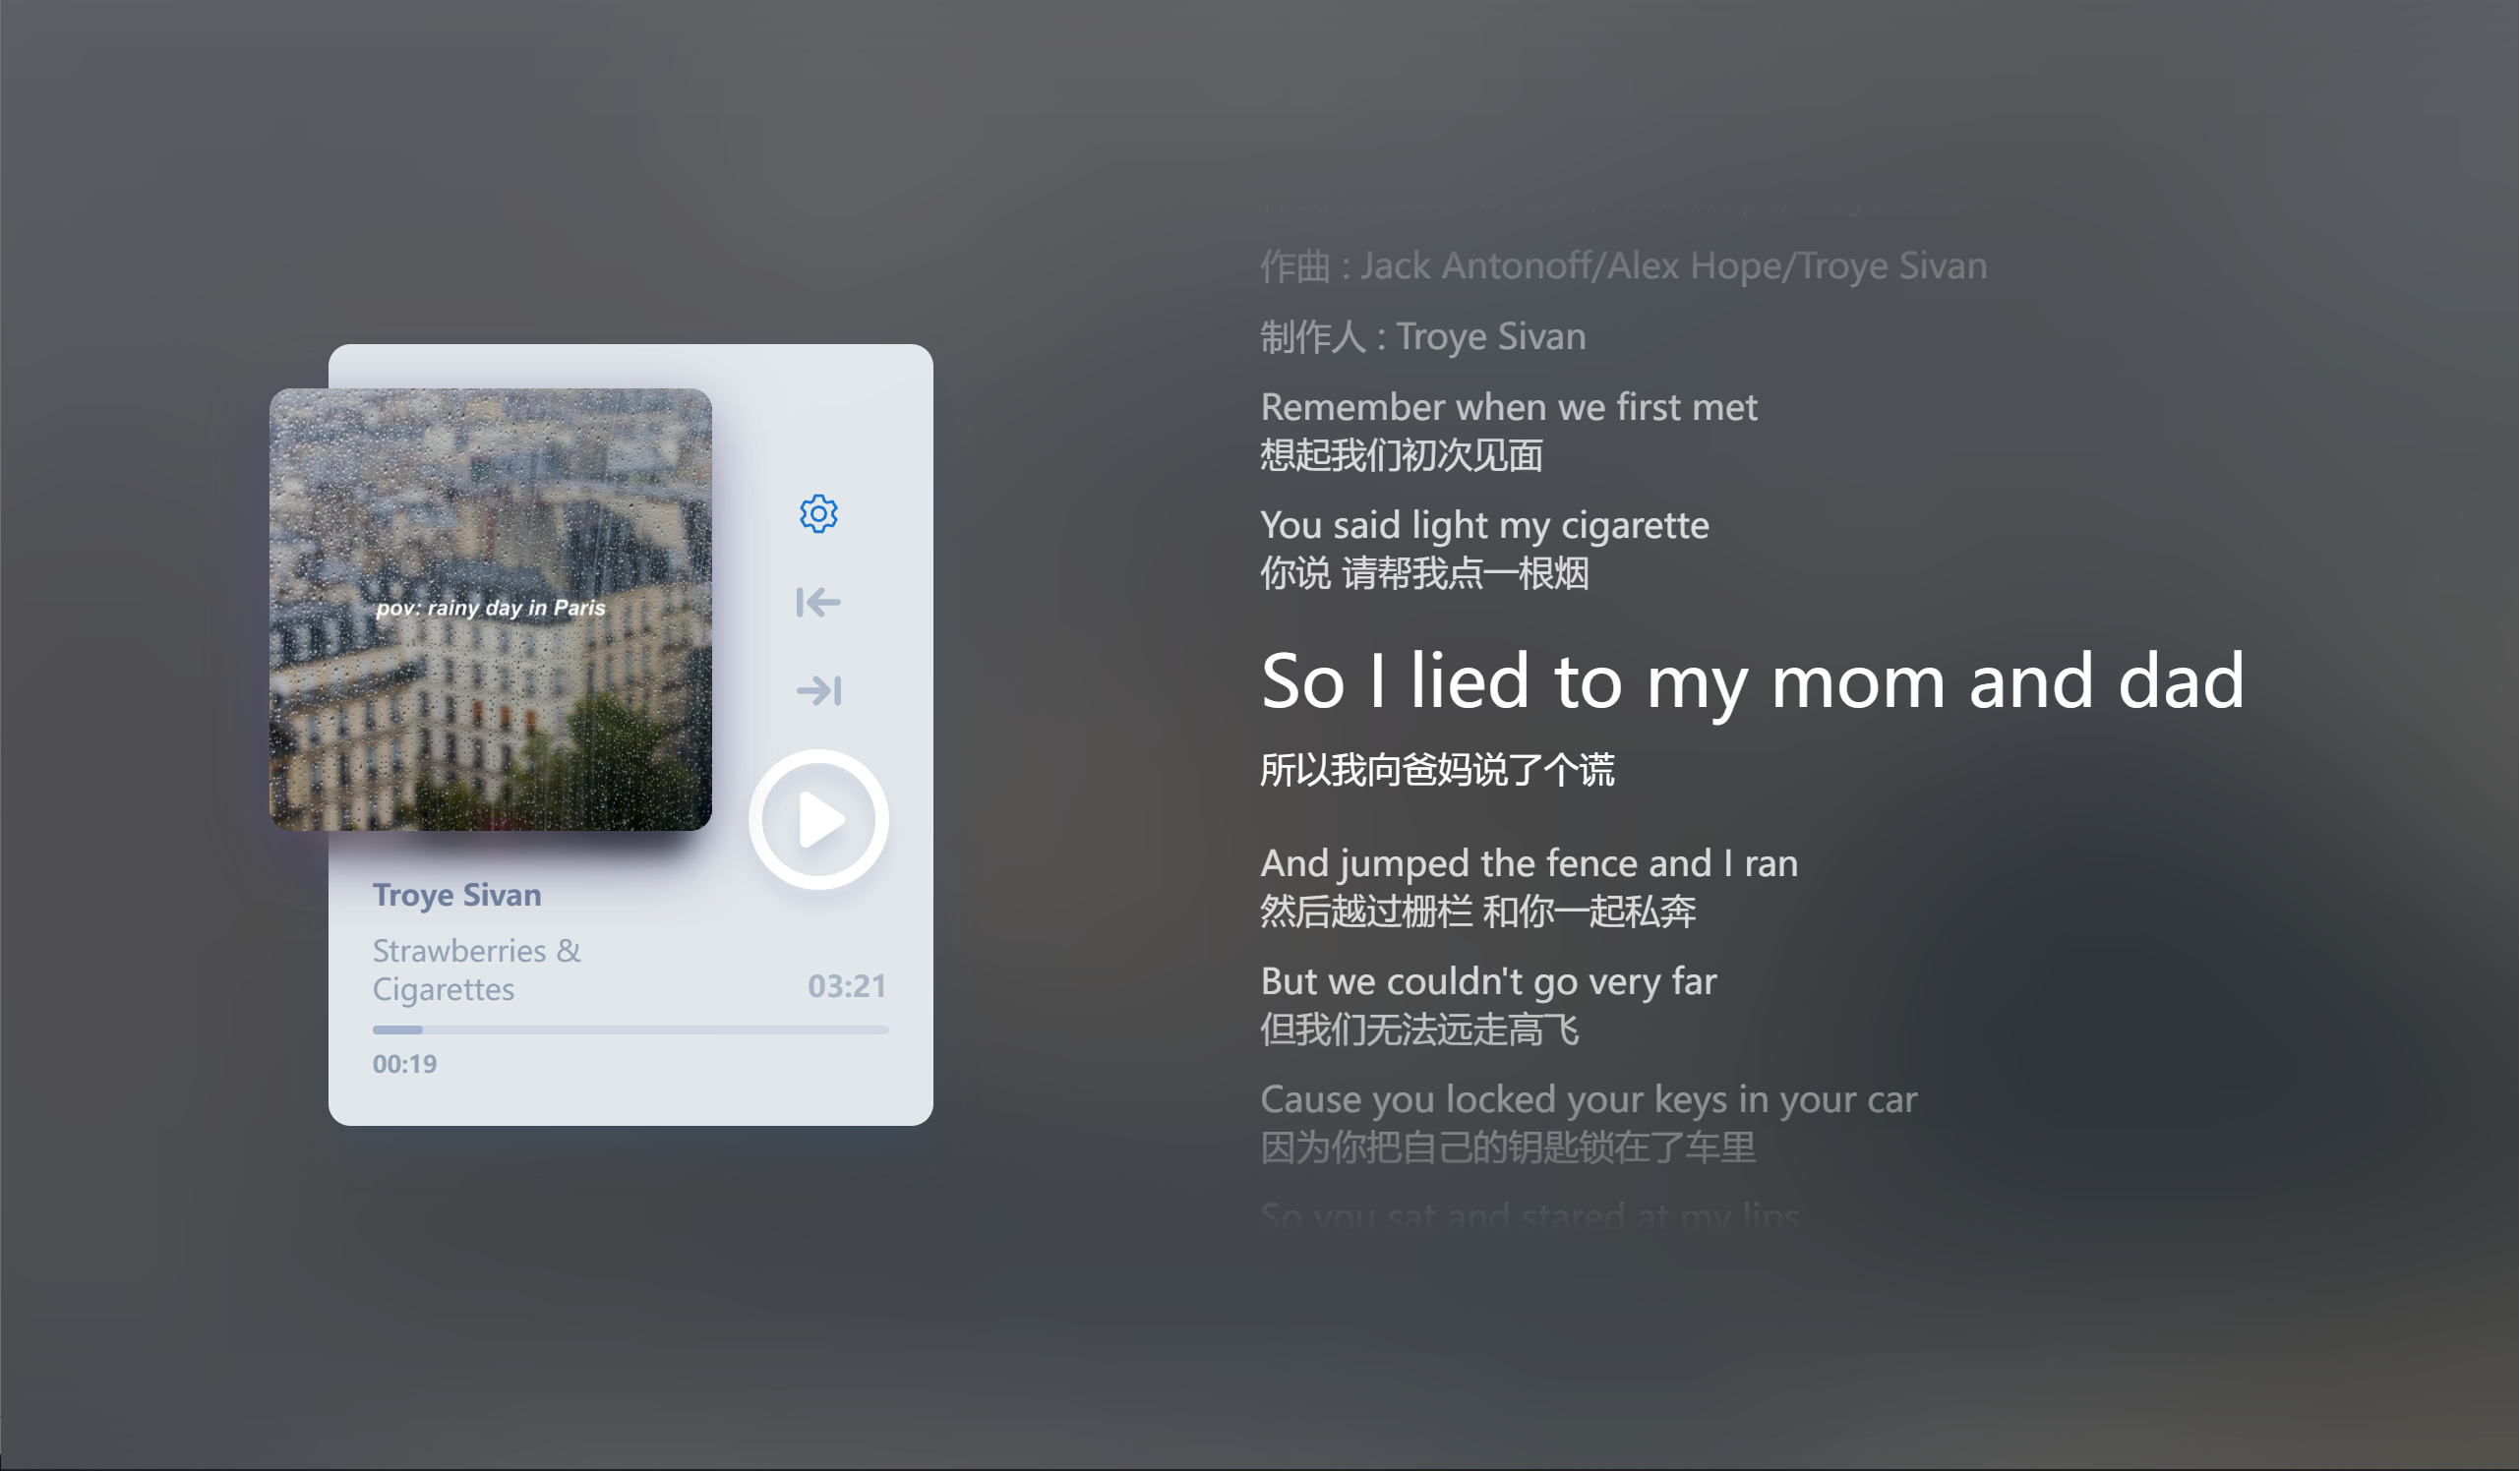 pov: rainy day in Paris
Troye Sivan
Strawberries &
Cigarettes
03:21
00:19
作曲 : Jack Antonoff/Alex Hope/Troye Sivan
制作人 : Troye Sivan
Remember when we first met
想起我们初次见面
You said light my cigarette
你说 请帮我点一根烟
So I lied to my mom and dad
所以我向爸妈说了个谎
And jumped the fence and I ran
然后越过栅栏 和你一起私奔
But we couldn't go very far
但我们无法远走高飞
Cause you locked your keys in your car
因为你把自己的钥匙锁在了车里
So you sat and stared at my lips